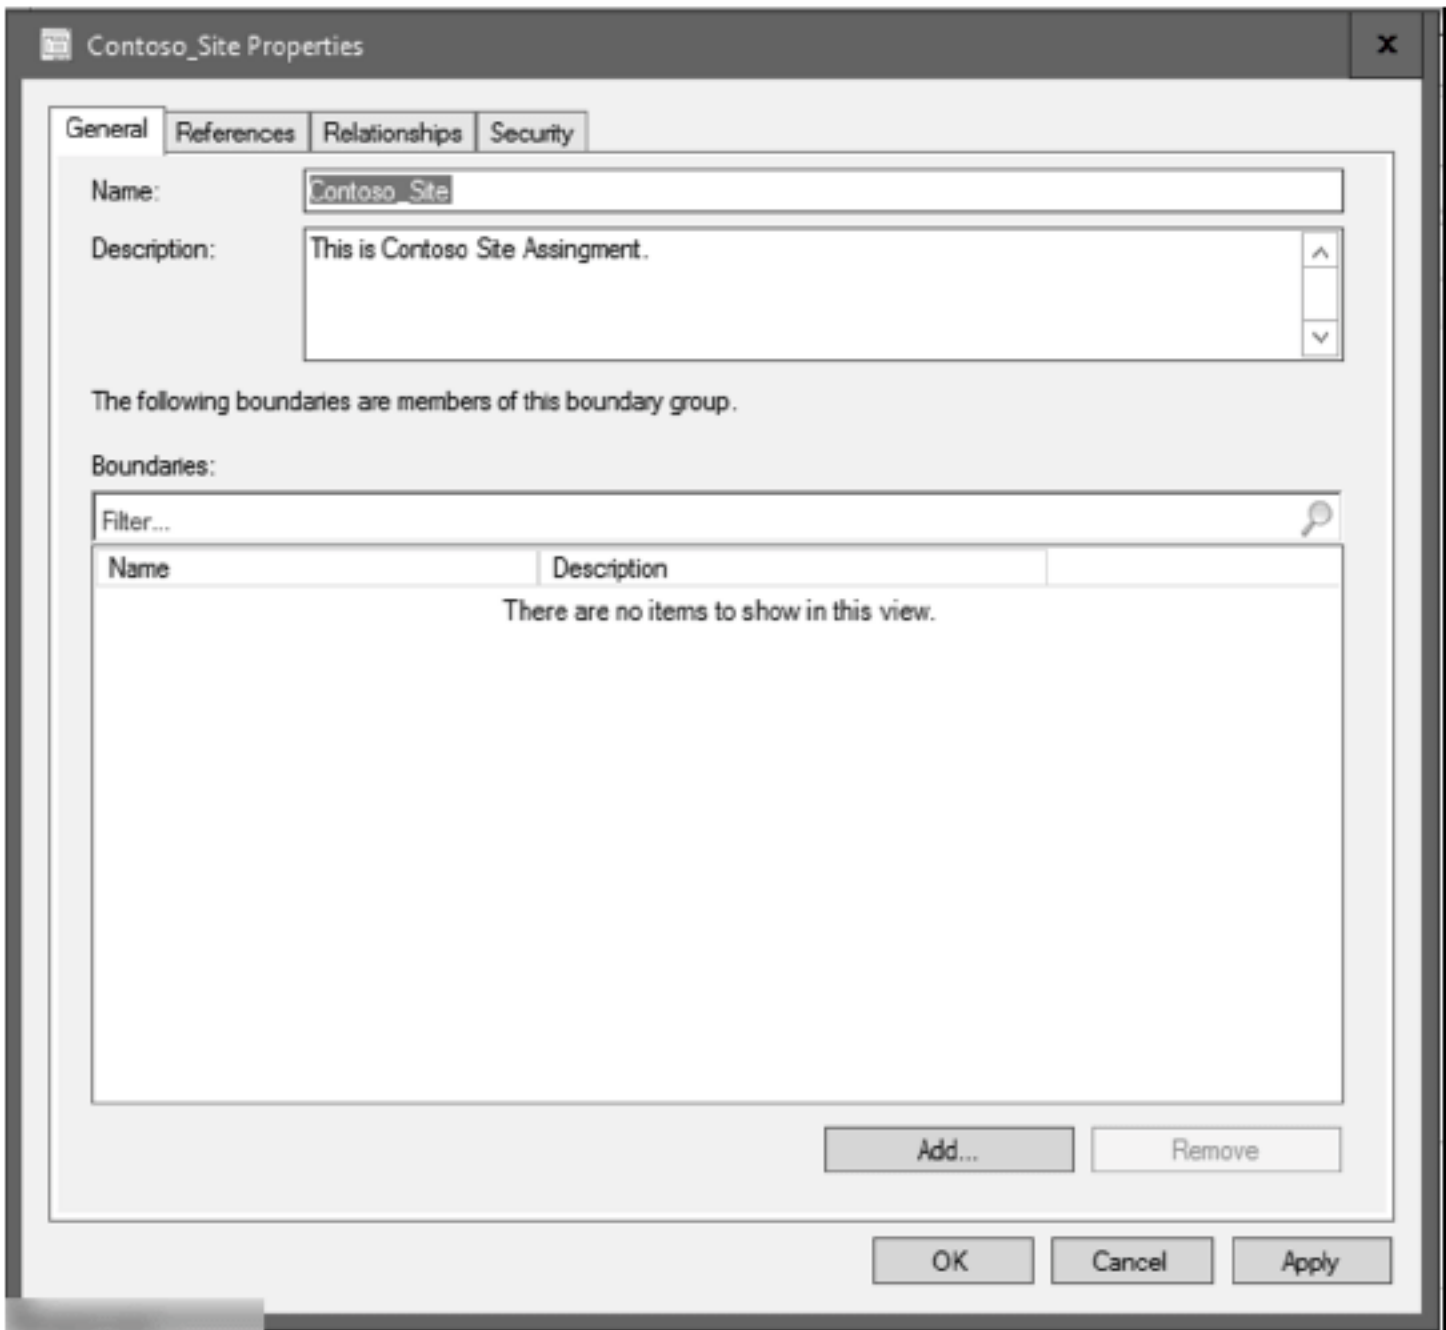 Contoso_Site Properties
x
General References Relationships Security
Name: Contoso_Site
Description: This is Contoso Site Assingment.
The following boundaries are members of this boundary group.
Boundaries:
Filter...
Name Description
There are no items to show in this view.
Add... Remove
OK Cancel Apply